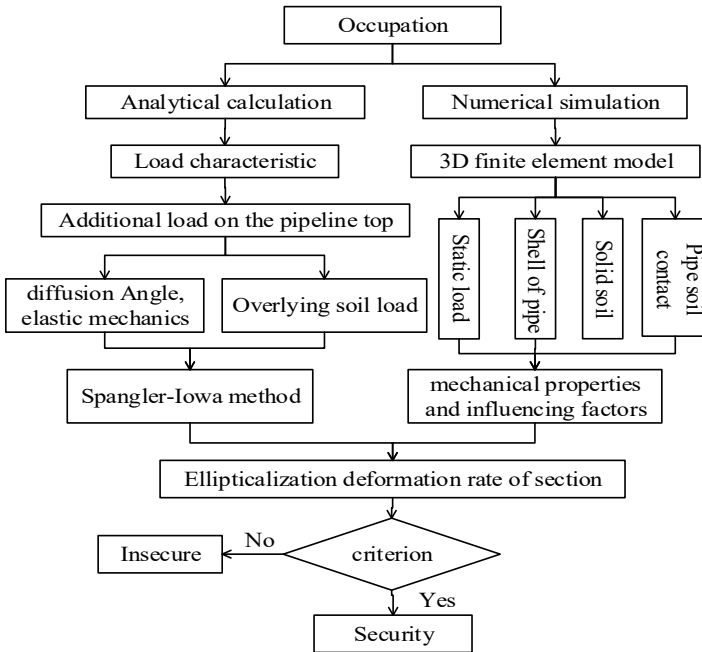 Occupation
Analytical calculation
Numerical simulation
Load characteristic
3D finite element model
Additional load on the pipeline top
Static load
Shell of pipe
Solid soil
Pipe soil
contact
diffusion Angle,
elastic mechanics
Overlying soil load
Spangler-Iowa method
mechanical properties
and influencing factors
Ellipticalization deformation rate of section
Insecure
No
criterion
Yes
Security